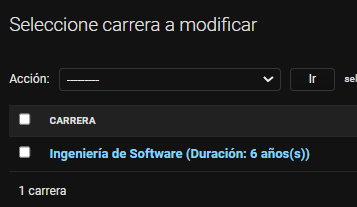 Seleccione carrera a modificar
Acción: --------- Ir
CARRERA
Ingeniería de Software (Duración: 6 años(s))
1 carrera